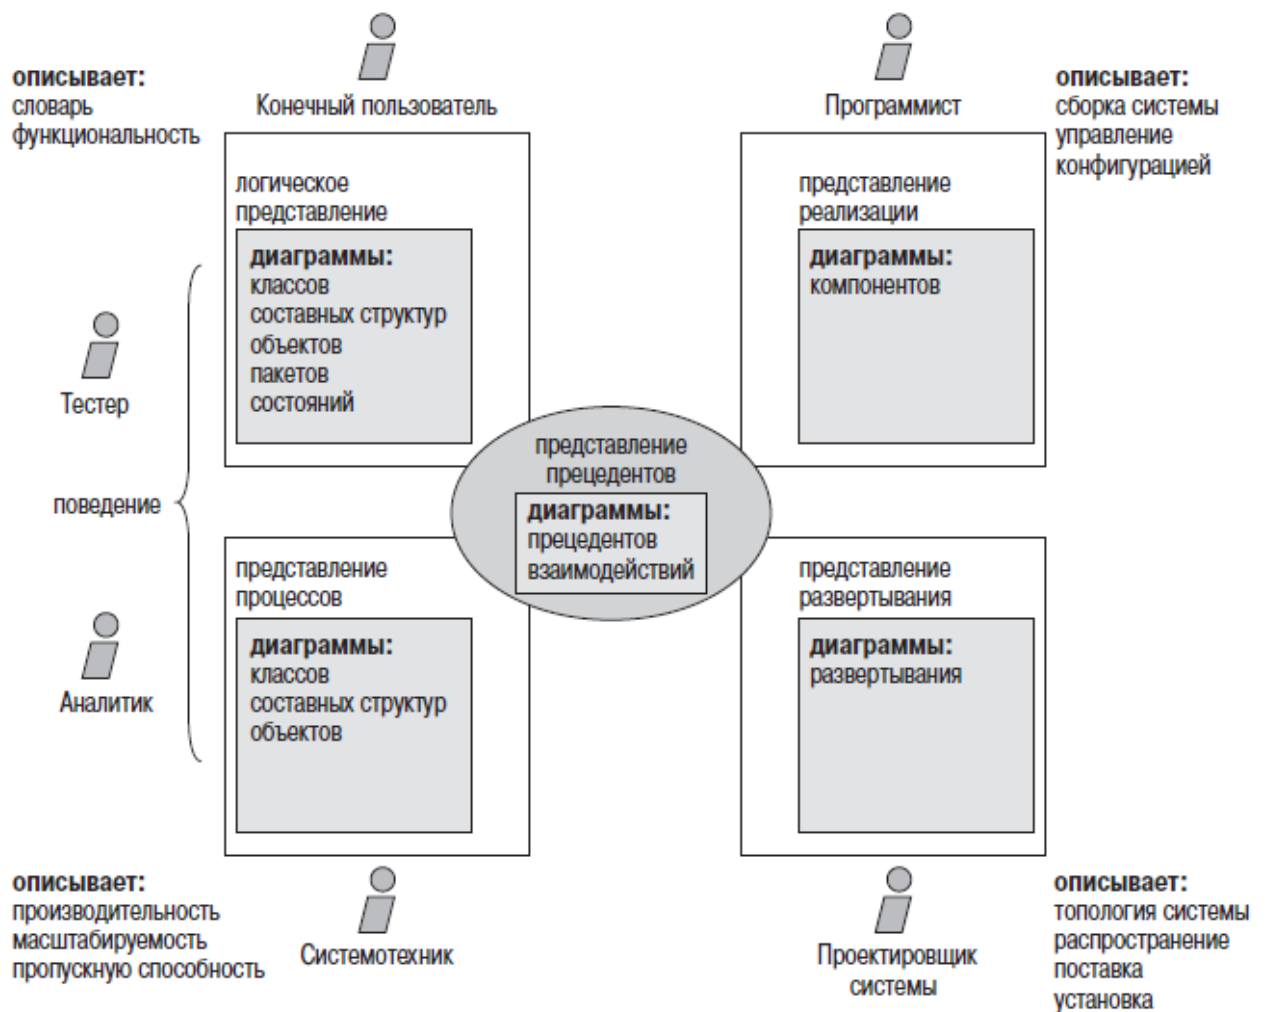 описывает:
словарь
функциональность
Конечный пользователь
Программист
описывает:
сборка системы
управление
конфигурацией
логическое
представление
диаграммы:
классов
составных структур
объектов
пакетов
состояний
представление
реализации
диаграммы:
компонентов
Тестер
поведение
Аналитик
представление
прецедентов
диаграммы:
прецедентов
взаимодействий
представление
процессов
диаграммы:
классов
составных структур
объектов
представление
развертывания
диаграммы:
развертывания
описывает:
производительность
масштабируемость
пропускную способность
Системотехник
Проектировщик
системы
описывает:
топология системы
распространение
поставка
установка